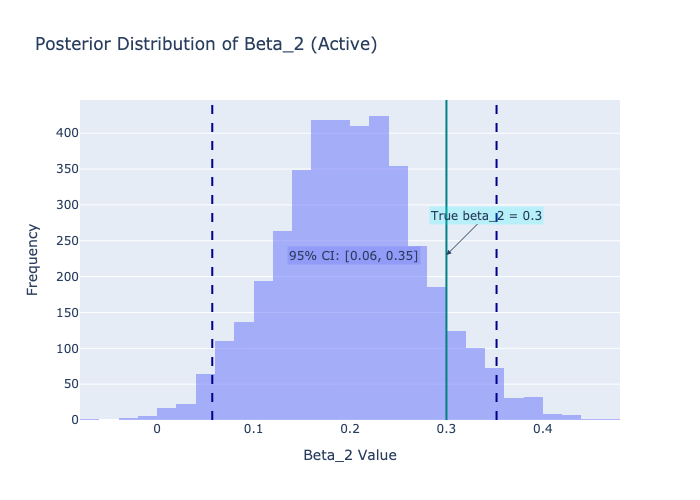 Posterior Distribution of Beta_2 (Active)
400
350
300
True beta_2 = 0.3
250
95% CI: [0.06, 0.35]
200
150
100
50
0
0
0.1
0.2
0.3
0.4
Frequency
Beta_2 Value